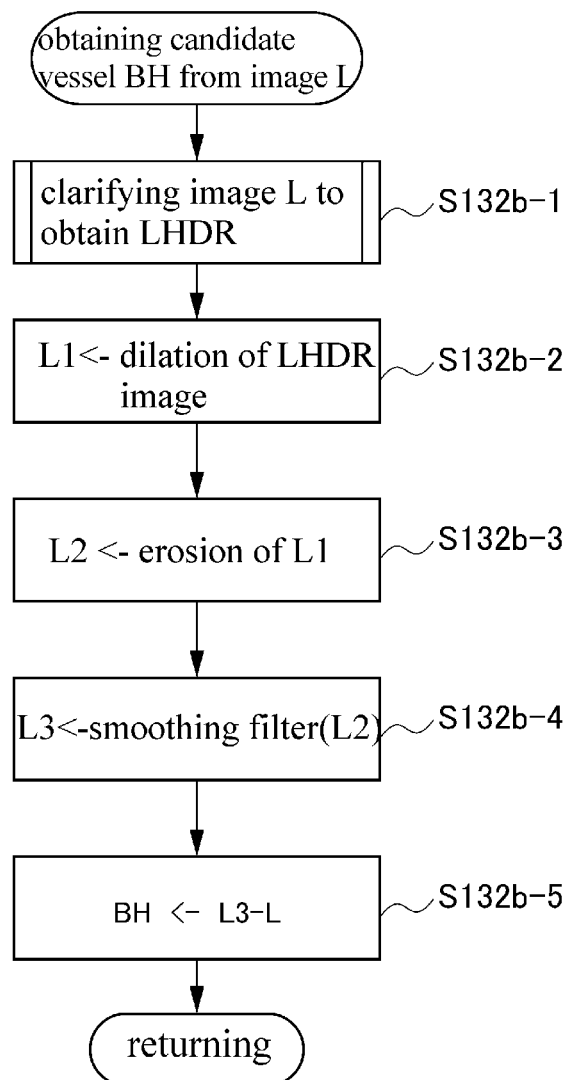 obtaining candidate
vessel BH from image L
clarifying image L to
obtain LHDR
S132b-1
L1<- dilation of LHDR
image
S132b-2
L2 <- erosion of L1
S132b-3
L3<-smoothing filter(L2)
S132b-4
BH <- L3-L
S132b-5
returning